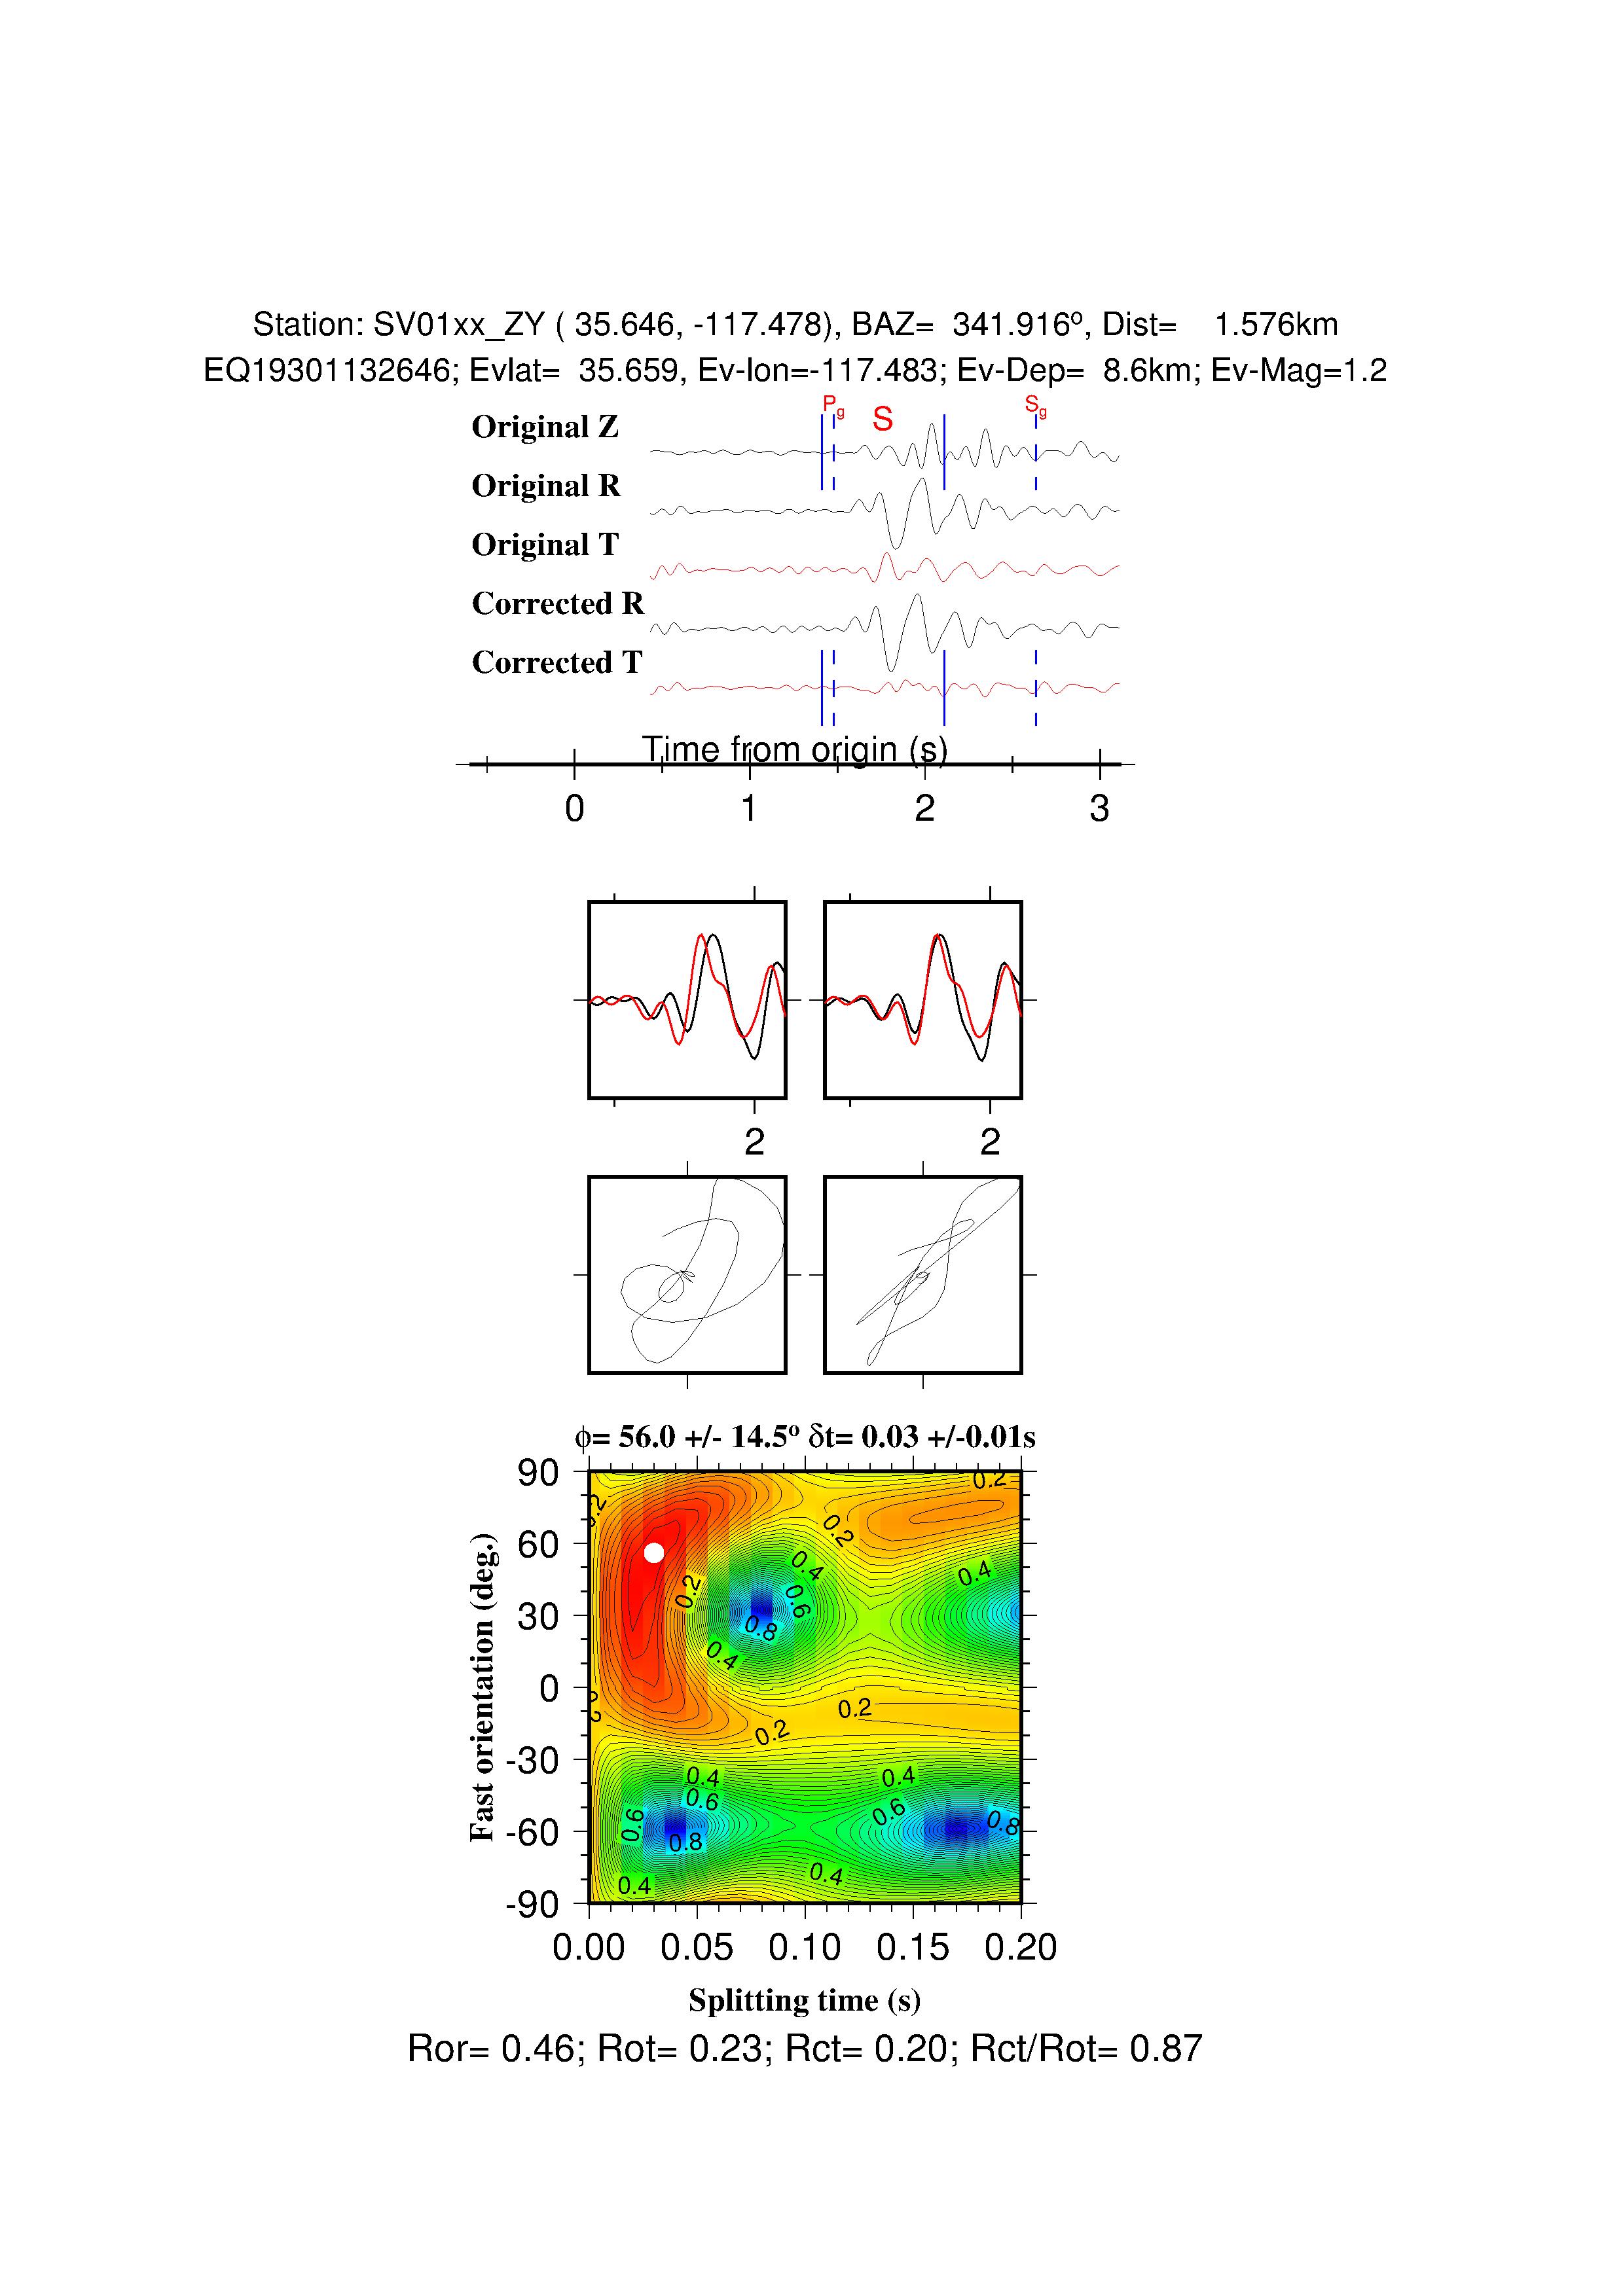 Station: SV01xx_ZY ( 35.646, -117.478), BAZ= 341.916º, Dist= 1.576km
EQ19301132646; Evlat= 35.659, Ev-lon=-117.483; Ev-Dep= 8.6km; Ev-Mag=1.2
Pg S Sg
Original Z
Original R
Original T
Corrected R
Corrected T
Time from origin (s)
0 1 2 3
2 2
ϕ= 56.0 +/- 14.5º δt= 0.03 +/-0.01s
90
60
30
0
-30
-60
-90
Fast orientation (deg.)
0.2
0.2
0.2
0.4
0.4
0.2
0.6
0.8
0.4
0.2
0.2
0.4
0.4
0.6
0.6
0.6
0.8
0.8
0.4
0.4
0.00 0.05 0.10 0.15 0.20
Splitting time (s)
Ror= 0.46; Rot= 0.23; Rct= 0.20; Rct/Rot= 0.87